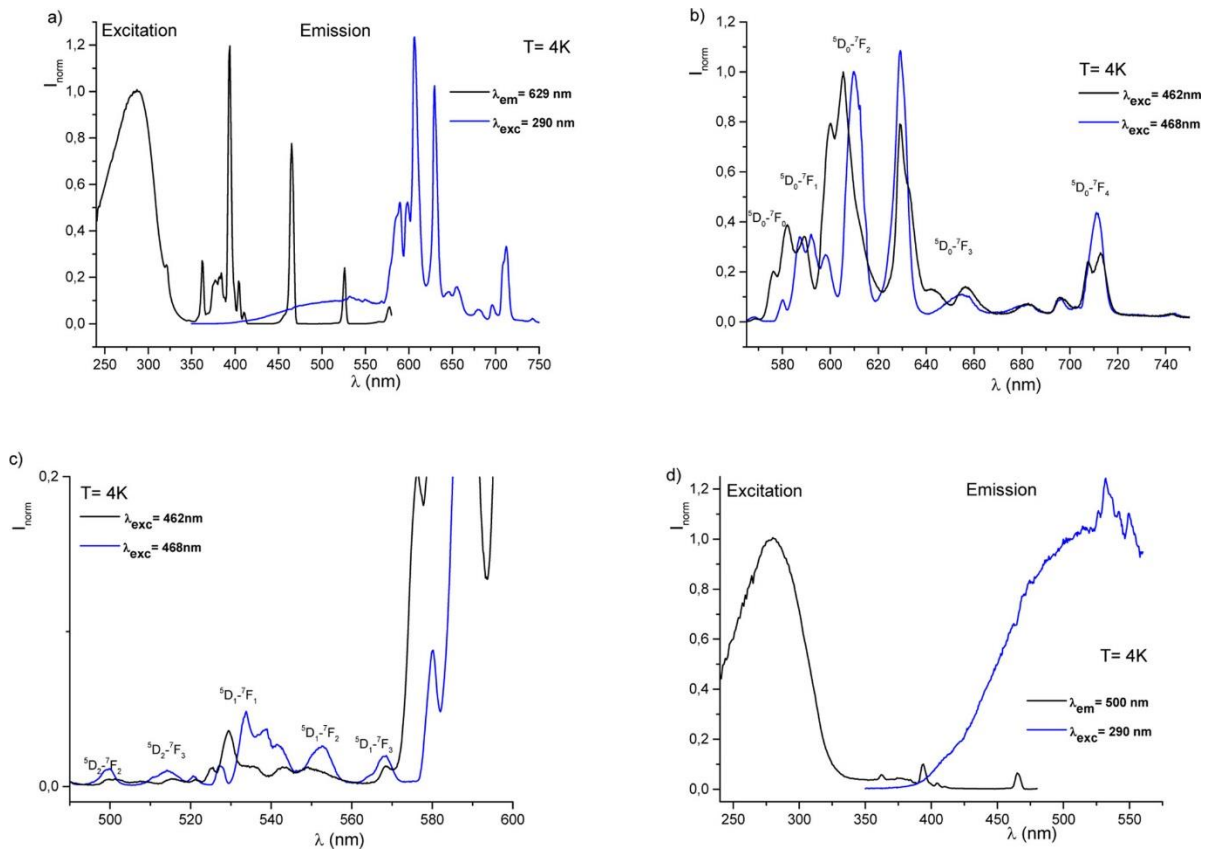 a)
Excitation
Emission
T= 4K
λem= 629 nm
λexc= 290 nm
Inorm
1,2
1,0
0,8
0,6
0,4
0,2
0,0
250 300 350 400 450 500 550 600 650 700 750
λ (nm)
b)
⁵D₀-⁷F₂
T= 4K
λexc= 462nm
λexc= 468nm
⁵D₀-⁷F₁
⁵D₀-⁷F₀
⁵D₀-⁷F₃
⁵D₀-⁷F₄
Inorm
1,2
1,0
0,8
0,6
0,4
0,2
0,0
580 600 620 640 660 680 700 720 740
λ (nm)
c)
0,2
T= 4K
λexc= 462nm
λexc= 468nm
Inorm
0,1
⁵D₁-⁷F₁
⁵D₂-⁷F₂
⁵D₂-⁷F₃
⁵D₁-⁷F₂
⁵D₁-⁷F₃
0,0
500 520 540 560 580 600
λ (nm)
d)
Excitation
Emission
T= 4K
λem= 500 nm
λexc= 290 nm
Inorm
1,2
1,0
0,8
0,6
0,4
0,2
0,0
250 300 350 400 450 500 550
λ (nm)